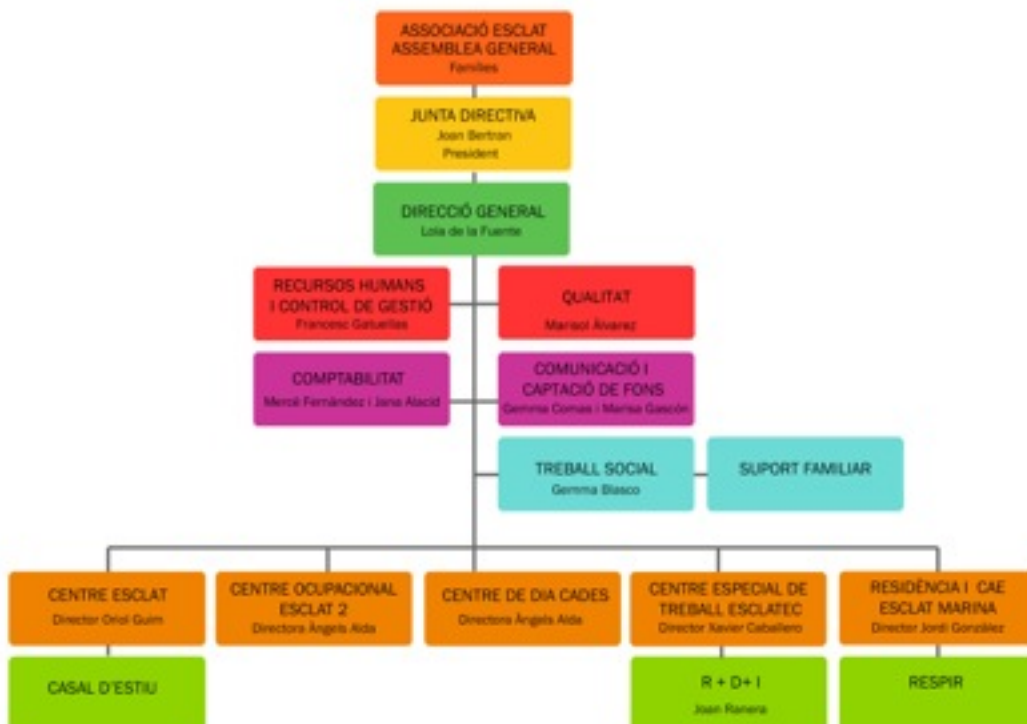 ASSOCIACIÓ ESCLAT
ASSEMBLEA GENERAL
Famílies
JUNTA DIRECTIVA
Joan Bertran
President
DIRECCIÓ GENERAL
Lola de la Fuente
RECURSOS HUMANS
I CONTROL DE GESTIÓ
Francesc Gatuellas
QUALITAT
Marisol Álvarez
COMPTABILITAT
Mercè Fernández i Jana Alacid
COMUNICACIÓ I
CAPTACIÓ DE FONS
Gemma Comas i Marisa Gascón
TREBALL SOCIAL
Gemma Blasco
SUPORT FAMILIAR
CENTRE ESCLAT
Director Oriol Guim
CENTRE OCUPACIONAL
ESCLAT 2
Directora Àngels Alda
CENTRE DE DIA CADES
Directora Àngels Alda
CENTRE ESPECIAL DE
TREBALL ESCLATEC
Director Xavier Caballero
RESIDÈNCIA I CAE
ESCLAT MARINA
Director Jordi González
CASAL D'ESTIU
R + D+ I
Joan Ranera
RESPIR